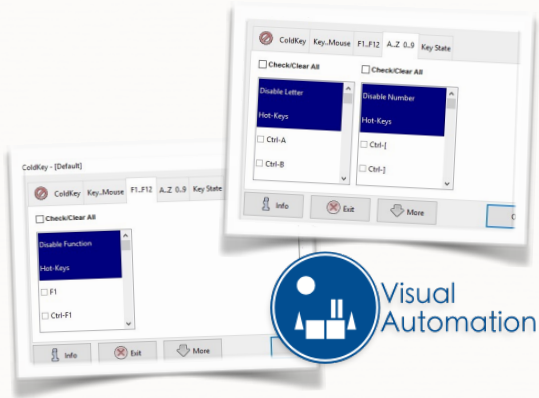 ColdKey Key..Mouse F1..F12 A..Z 0..9 Key State
Check/Clear All Check/Clear All
Disable Letter Disable Number
Hot-Keys Hot-Keys
Ctrl-A Ctrl-[
Ctrl-B Ctrl-]
Info Exit More
ColdKey - [Default]
ColdKey Key..Mouse F1..F12 A..Z 0..9 Key State
Check/Clear All
Disable Function
Hot-Keys
F1
Ctrl-F1
Info Exit More
Visual
Automation